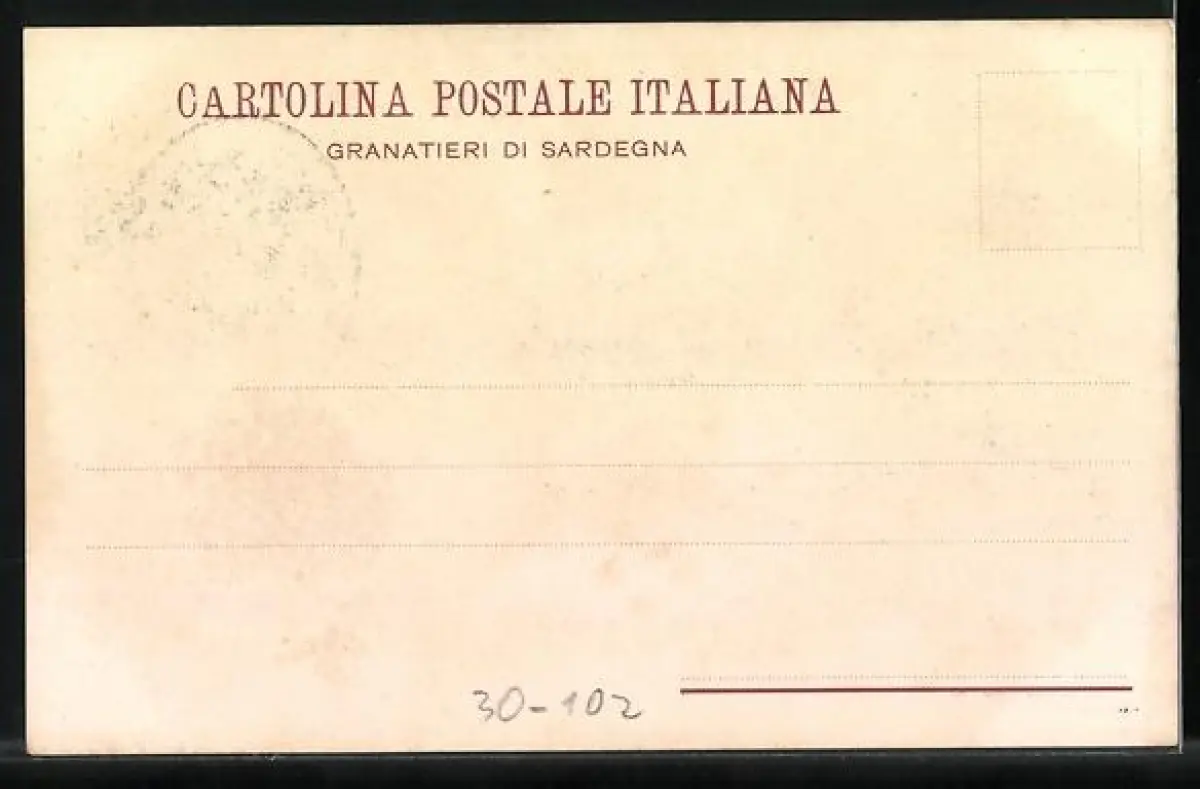 CARTOLINA POSTALE ITALIANA
GRANATIERI DI SARDEGNA
30-102